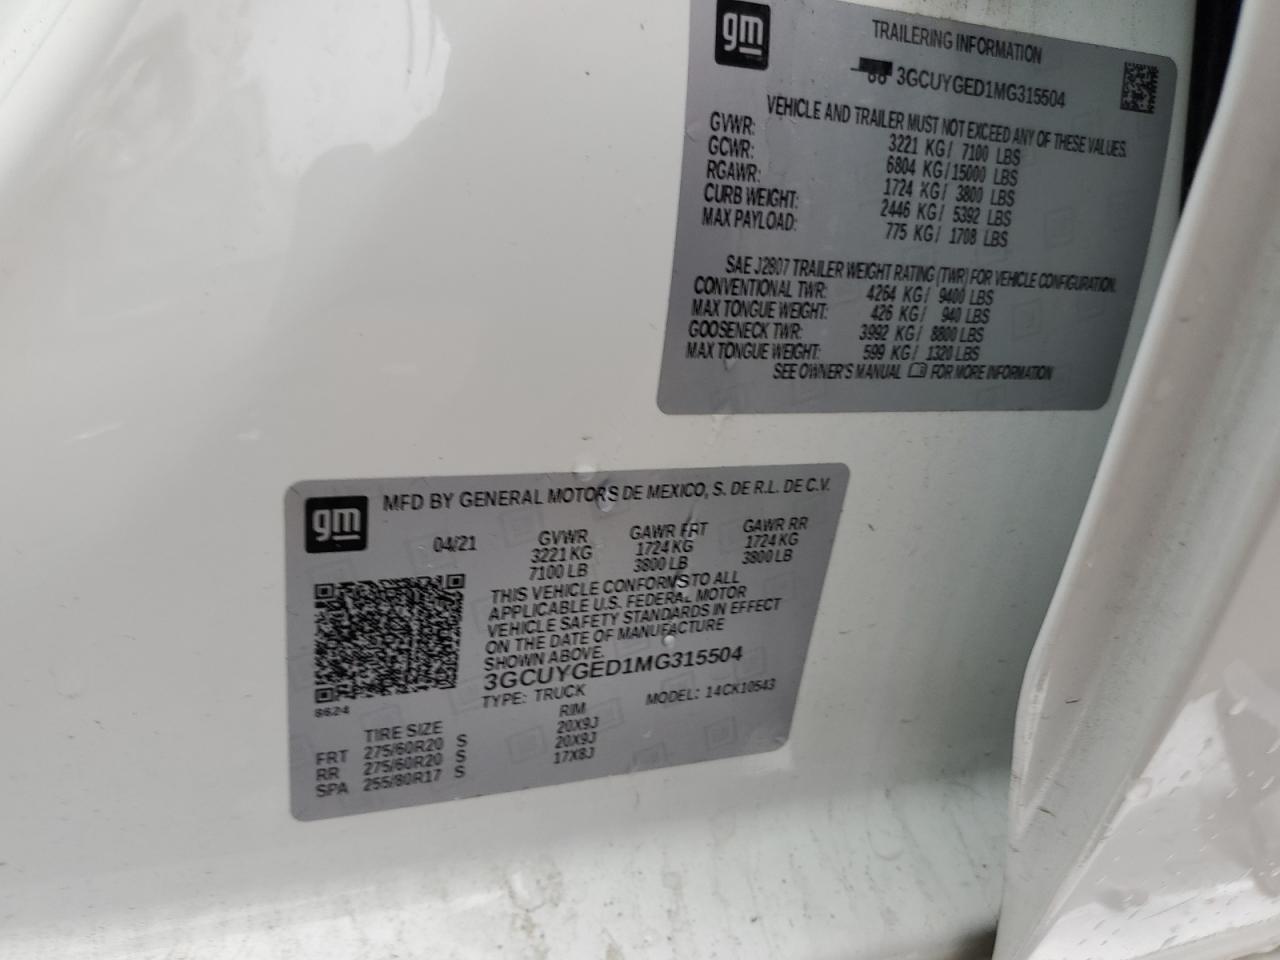 gm
TRAILERING INFORMATION
3GCUYGED1MG315504
VEHICLE AND TRAILER MUST NOT EXCEED ANY OF THESE VALUES.
GVWR: 3221 KG/ 7100 LBS
GCWR: 6804 KG/15000 LBS
RGAWR: 1724 KG/ 3800 LBS
CURB WEIGHT: 2446 KG/ 5392 LBS
MAX PAYLOAD: 775 KG/ 1708 LBS
SAE J2807 TRAILER WEIGHT RATING (TWR) FOR VEHICLE CONFIGURATION.
CONVENTIONAL TWR: 4264 KG/ 9400 LBS
MAX TONGUE WEIGHT: 426 KG/ 940 LBS
GOOSENECK TWR: 3992 KG/ 8800 LBS
MAX TONGUE WEIGHT: 599 KG/ 1320 LBS
SEE OWNER'S MANUAL FOR MORE INFORMATION
gm
MFD BY GENERAL MOTORS DE MEXICO, S. DE R.L. DE C.V.
04/21 GVWR GAWR FRT GAWR RR
3221 KG 1724 KG 1724 KG
7100 LB 3800 LB 3800 LB
THIS VEHICLE CONFORMS TO ALL
APPLICABLE U.S. FEDERAL MOTOR
VEHICLE SAFETY STANDARDS IN EFFECT
ON THE DATE OF MANUFACTURE
SHOWN ABOVE.
3GCUYGED1MG315504
8624
TYPE: TRUCK MODEL: 14CK10543
TIRE SIZE RIM
FRT 275/60R20 S 20X9J
RR 275/60R20 S 20X9J
SPA 255/80R17 S 17X8J